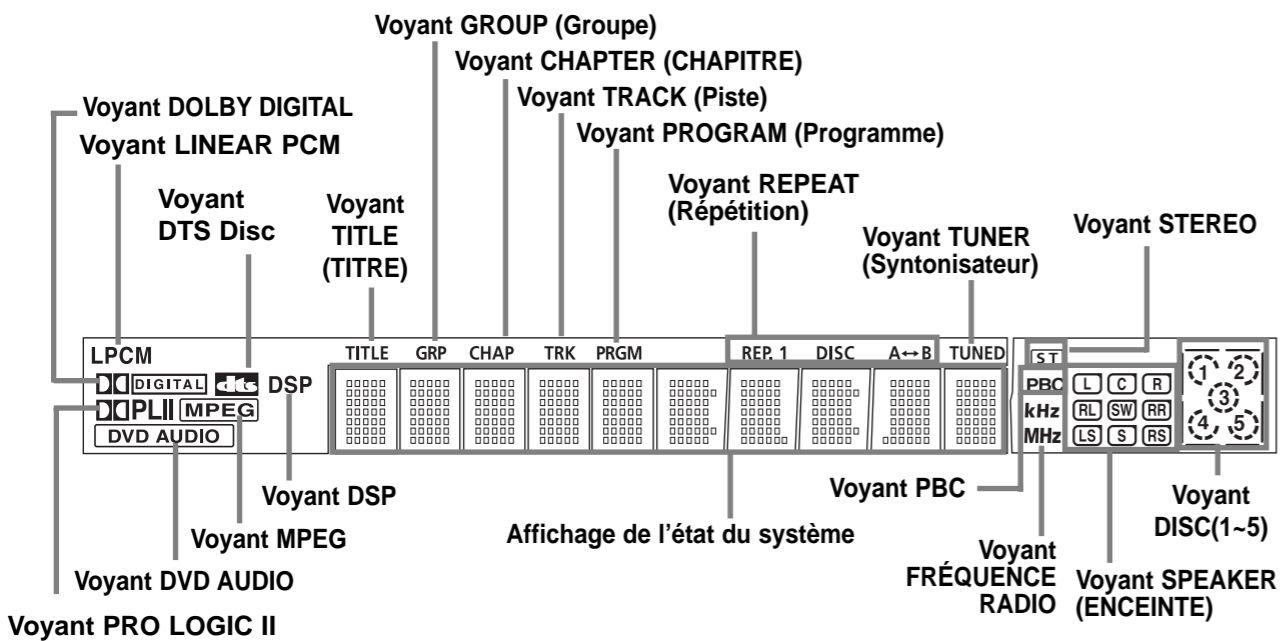 Voyant GROUP (Groupe)
Voyant CHAPTER (CHAPITRE)
Voyant TRACK (Piste)
Voyant PROGRAM (Programme)
Voyant DOLBY DIGITAL
Voyant LINEAR PCM
Voyant
DTS Disc
Voyant
TITLE
(TITRE)
Voyant REPEAT
(Répétition)
Voyant TUNER
(Syntonisateur)
Voyant STEREO
LPCM
DIGITAL dts DSP
PLII MPEG
DVD AUDIO
TITLE GRP CHAP TRK PRGM REP. 1 DISC A↔B TUNED
ST
PBC
kHz
MHz
L C R
RL SW RR
LS S RS
1 2
3
4 5
Voyant DSP
Voyant MPEG
Voyant DVD AUDIO
Voyant PRO LOGIC II
Affichage de l'état du système
Voyant PBC
Voyant
FRÉQUENCE
RADIO
Voyant SPEAKER
(ENCEINTE)
Voyant
DISC(1~5)